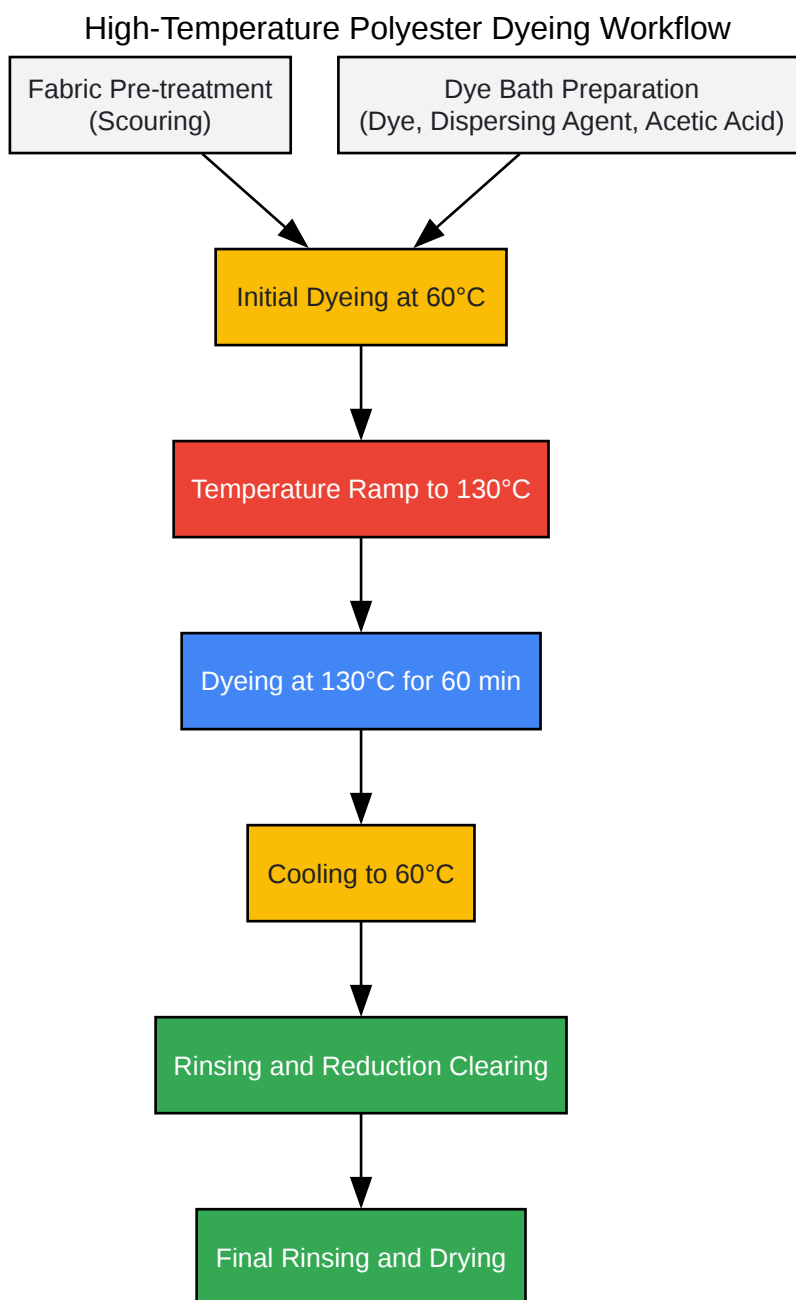 High-Temperature Polyester Dyeing Workflow
Fabric Pre-treatment
(Scouring)
Dye Bath Preparation
(Dye, Dispersing Agent, Acetic Acid)
Initial Dyeing at 60°C
Temperature Ramp to 130°C
Dyeing at 130°C for 60 min
Cooling to 60°C
Rinsing and Reduction Clearing
Final Rinsing and Drying